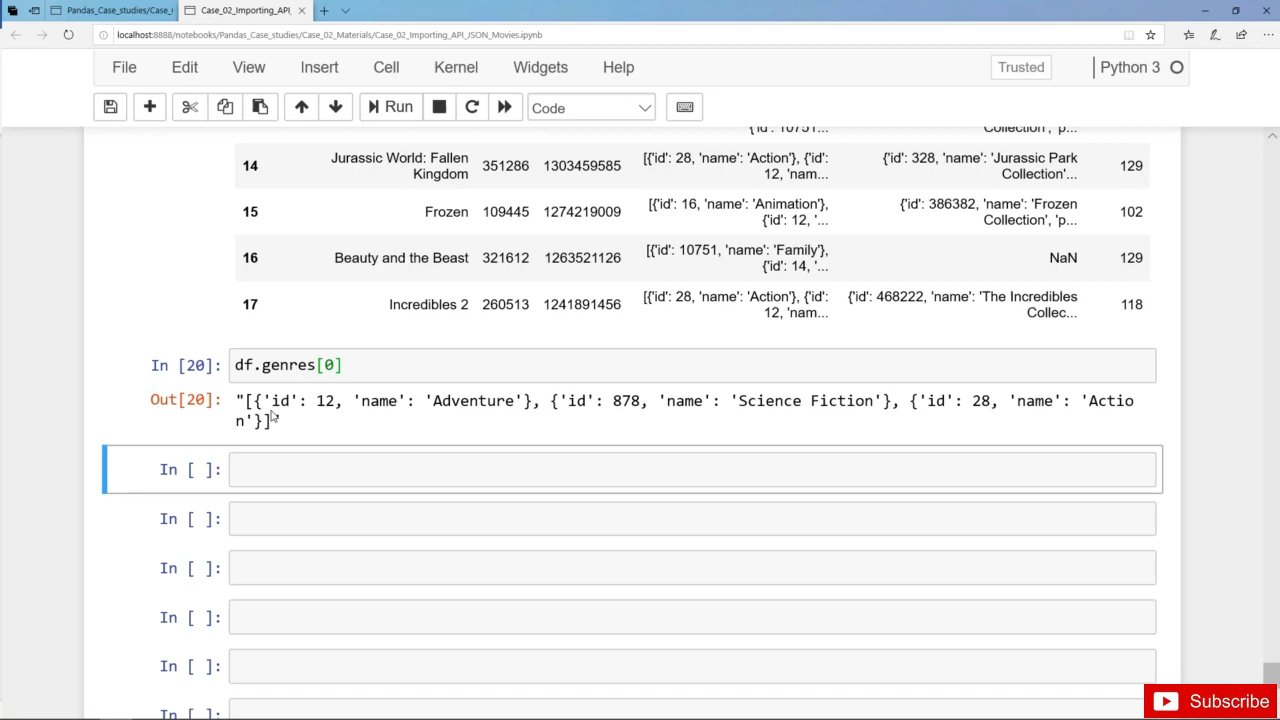 Pandas_Case_studies/Case_(
Case_02_Importing_API_
localhost:8888/notebooks/Pandas_Case_studies/Case_02_Materials/Case_02_Importing_API_JSON_Movies.ipynb
File Edit View Insert Cell Kernel Widgets Help Trusted Python 3
Run Code
{'id': 10751... Collection', 'p...
14 Jurassic World: Fallen Kingdom 351286 1303459585 [{'id': 28, 'name': 'Action'}, {'id': 12, 'nam... {'id': 328, 'name': 'Jurassic Park Collection'... 129
15 Frozen 109445 1274219009 [{'id': 16, 'name': 'Animation'}, {'id': 12, '... {'id': 386382, 'name': 'Frozen Collection', 'p... 102
16 Beauty and the Beast 321612 1263521126 [{'id': 10751, 'name': 'Family'}, {'id': 14, '... NaN 129
17 Incredibles 2 260513 1241891456 [{'id': 28, 'name': 'Action'}, {'id': 12, 'nam... {'id': 468222, 'name': 'The Incredibles Collec... 118
In [20]: df.genres[0]
Out[20]: "[{'id': 12, 'name': 'Adventure'}, {'id': 878, 'name': 'Science Fiction'}, {'id': 28, 'name': 'Actio
n'}]"
In [ ]:
In [ ]:
In [ ]:
In [ ]:
In [ ]:
In [ ]:
Subscribe